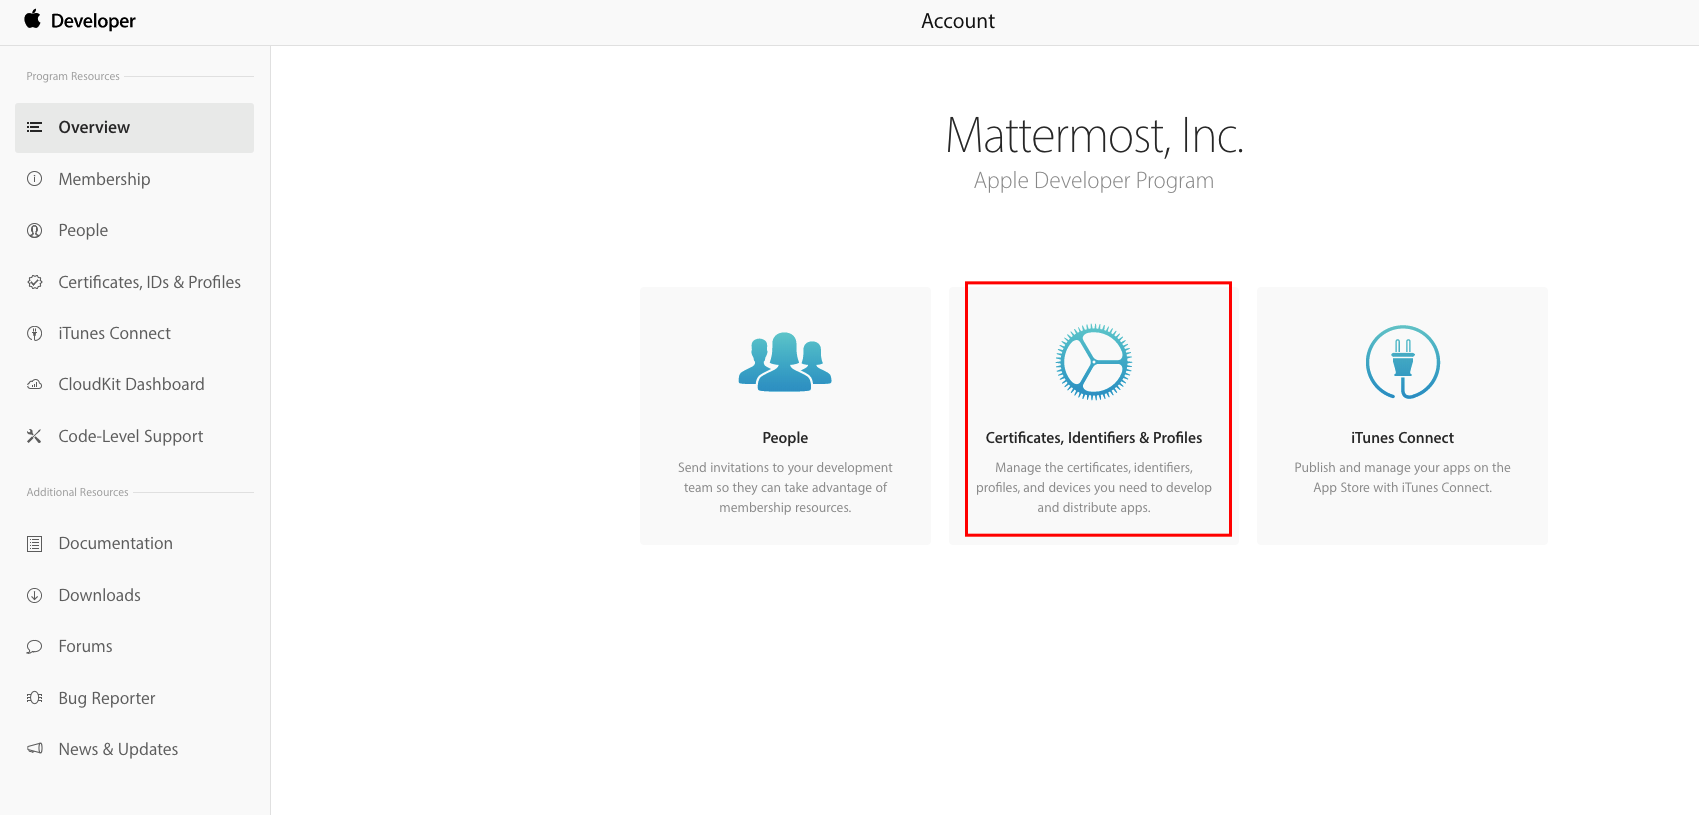 Developer
Account
Program Resources
Overview
Membership
People
Certificates, IDs & Profiles
iTunes Connect
CloudKit Dashboard
Code-Level Support
Additional Resources
Documentation
Downloads
Forums
Bug Reporter
News & Updates
Mattermost, Inc.
Apple Developer Program
People
Send invitations to your development
team so they can take advantage of
membership resources.
Certificates, Identifiers & Profiles
Manage the certificates, identifiers,
profiles, and devices you need to develop
and distribute apps.
iTunes Connect
Publish and manage your apps on the
App Store with iTunes Connect.